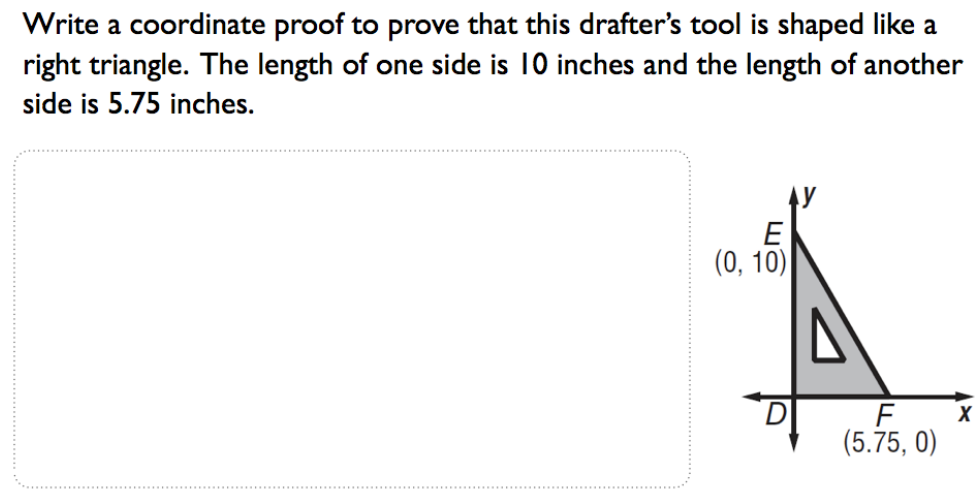 Write a coordinate proof to prove that this drafter’s tool is shaped like a
right triangle. The length of one side is 10 inches and the length of another
side is 5.75 inches.
y
E
(0, 10)
D
F
x
(5.75, 0)